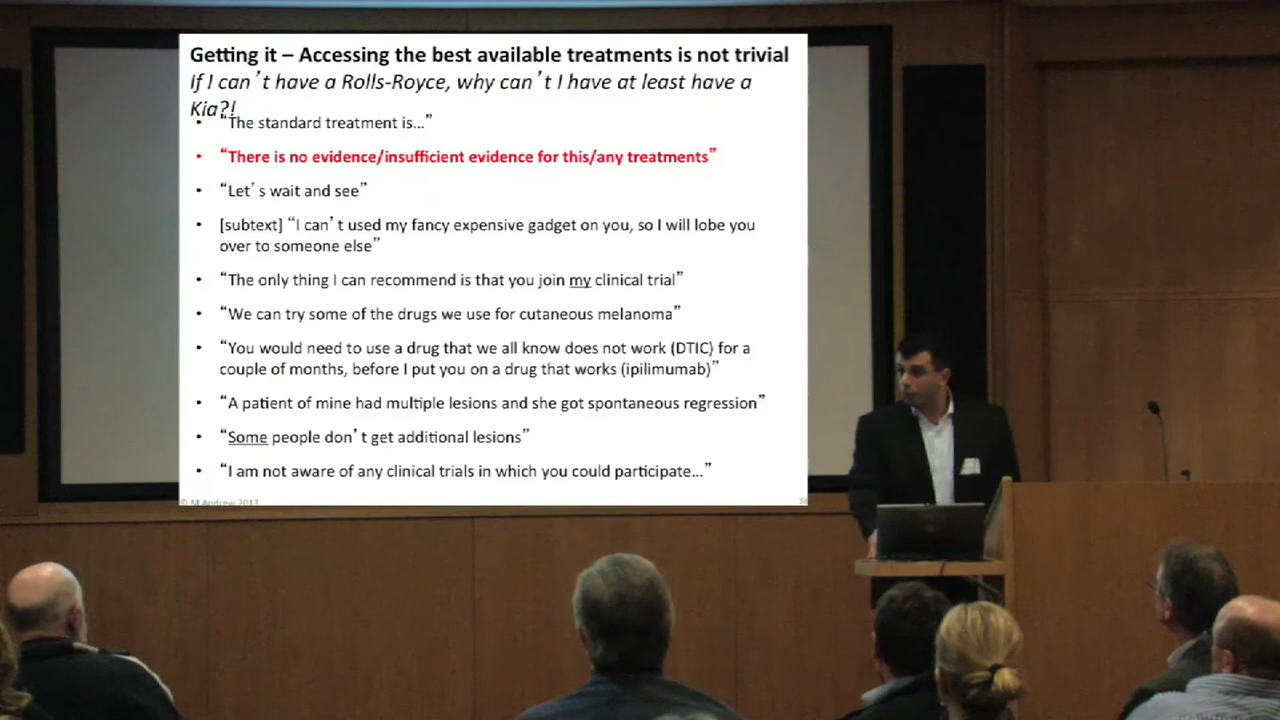 Getting it – Accessing the best available treatments is not trivial
If I can't have a Rolls-Royce, why can't I have at least have a
Kia?!
• "The standard treatment is..."
• "There is no evidence/insufficient evidence for this/any treatments"
• "Let's wait and see"
• [subtext] "I can't used my fancy expensive gadget on you, so I will lobe you
over to someone else"
• "The only thing I can recommend is that you join my clinical trial"
• "We can try some of the drugs we use for cutaneous melanoma"
• "You would need to use a drug that we all know does not work (DTIC) for a
couple of months, before I put you on a drug that works (ipilimumab)"
• "A patient of mine had multiple lesions and she got spontaneous regression"
• "Some people don't get additional lesions"
• "I am not aware of any clinical trials in which you could participate..."
© M Andrew 2013
38